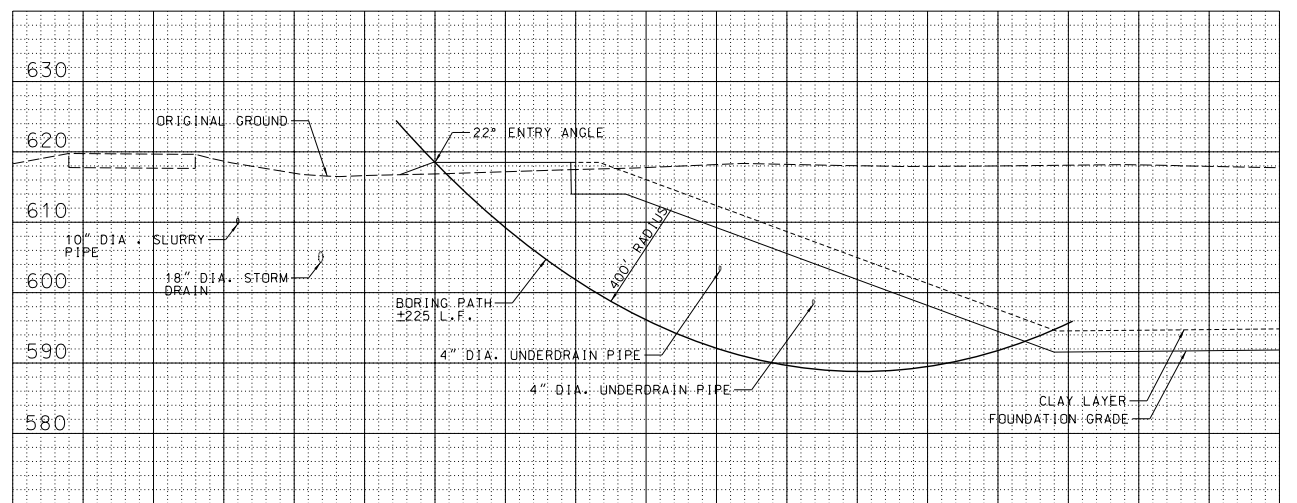 630
ORIGINAL GROUND
22° ENTRY ANGLE
620
610
10" DIA . SLURRY
PIPE
18" DIA. STORM
DRAIN
400' RADIUS
600
BORING PATH
±225 L.F.
590
4" DIA. UNDERDRAIN PIPE
4" DIA. UNDERDRAIN PIPE
CLAY LAYER
FOUNDATION GRADE
580